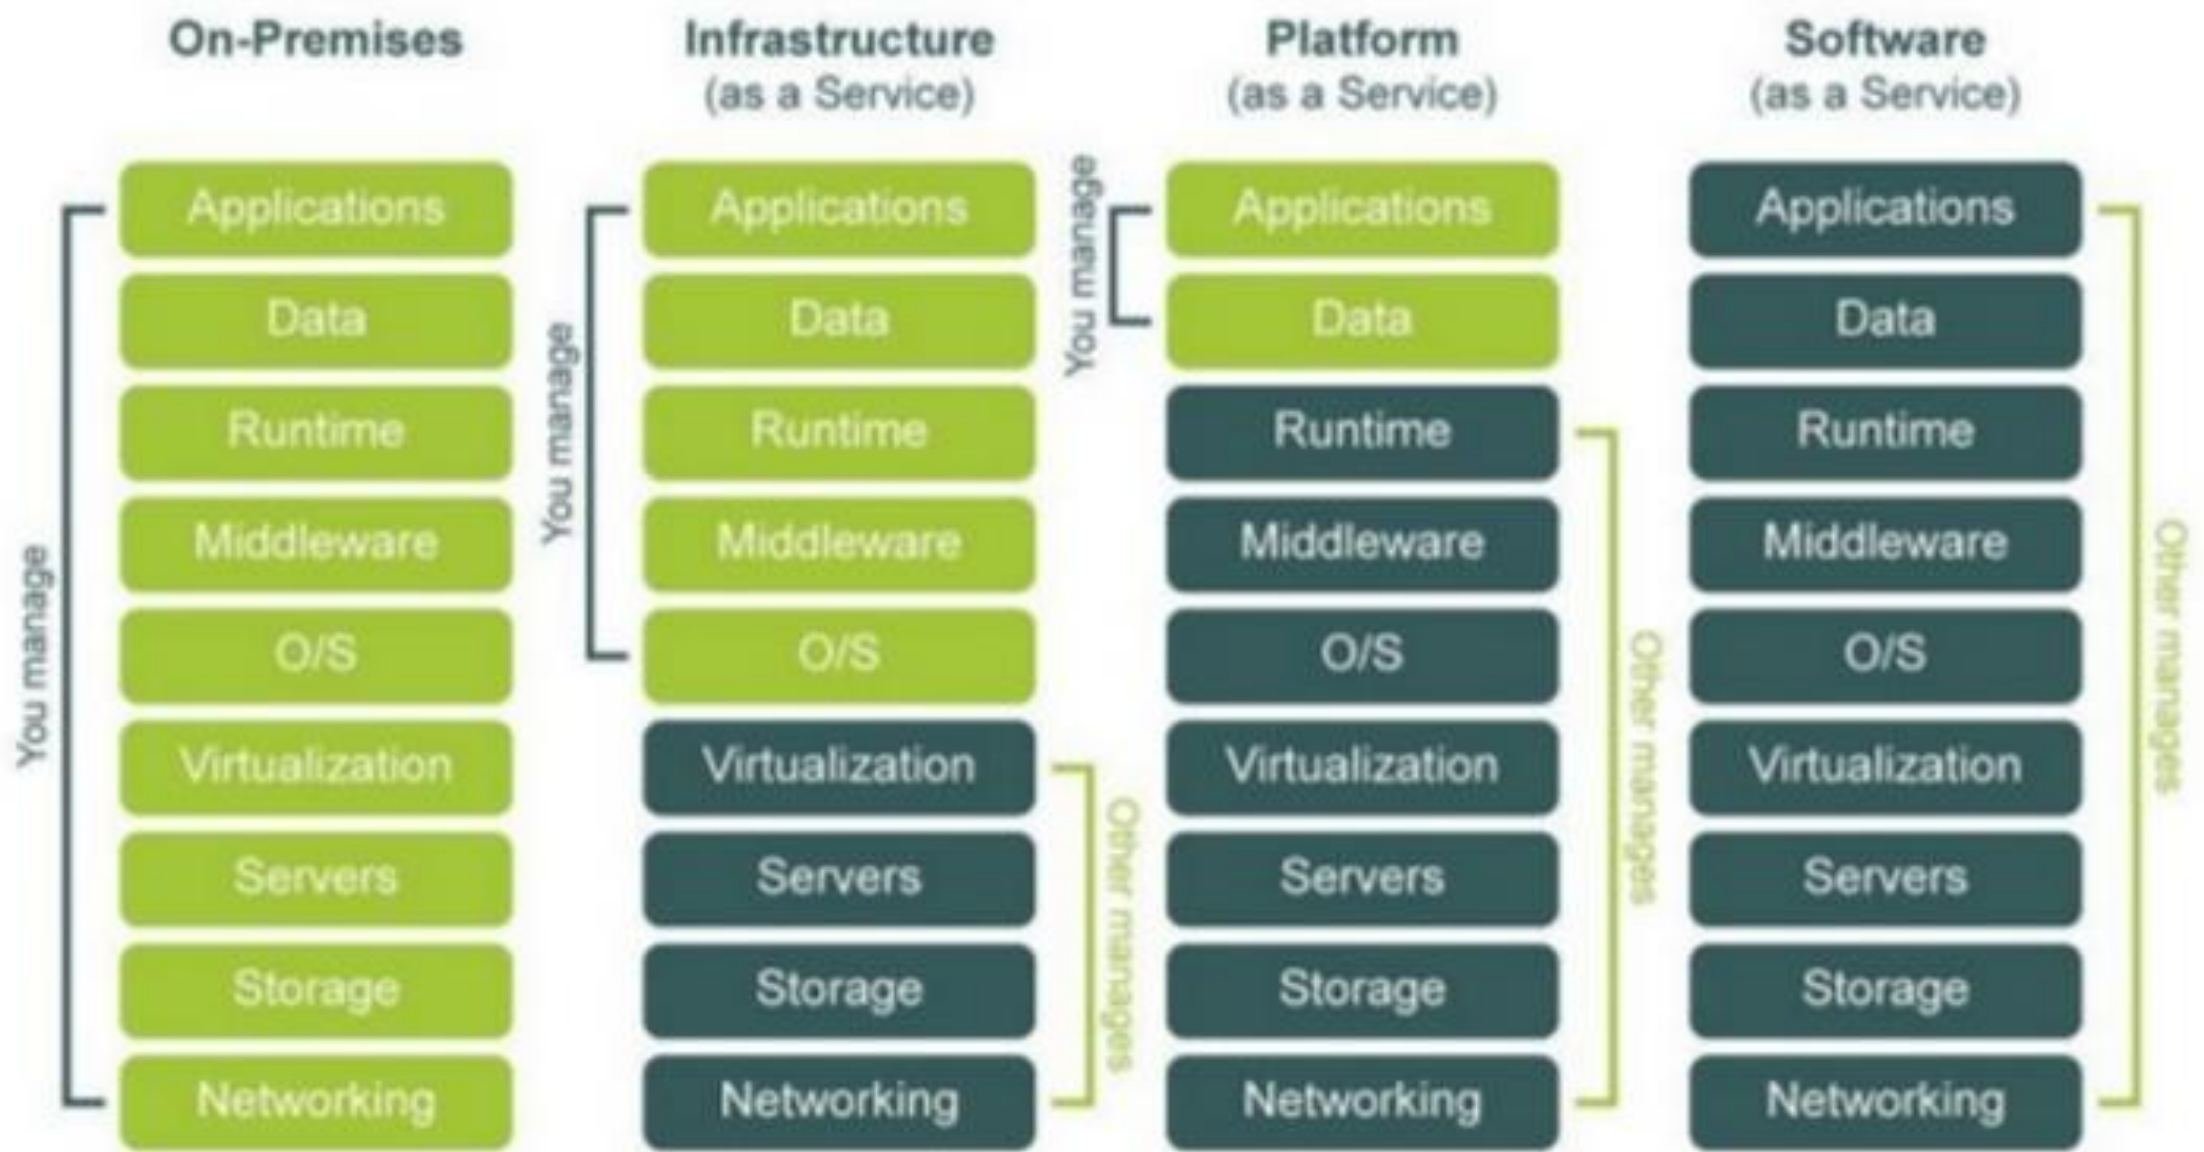 On-Premises
You manage
Applications
Data
Runtime
Middleware
O/S
Virtualization
Servers
Storage
Networking
Infrastructure
(as a Service)
You manage
Applications
Data
Runtime
Middleware
O/S
Virtualization
Servers
Storage
Networking
Other manages
Platform
(as a Service)
You manage
Applications
Data
Runtime
Middleware
O/S
Virtualization
Servers
Storage
Networking
Other manages
Software
(as a Service)
Applications
Data
Runtime
Middleware
O/S
Virtualization
Servers
Storage
Networking
Other manages